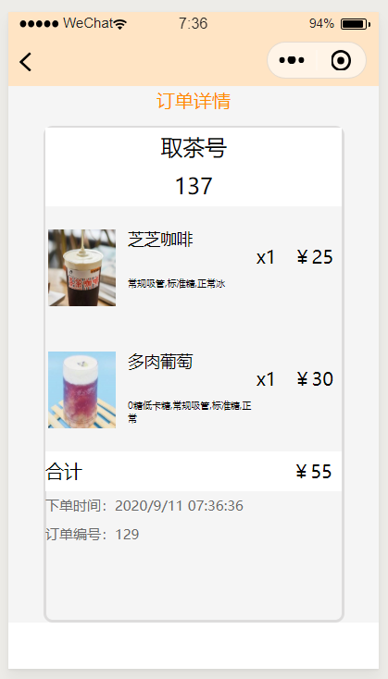 WeChat 7:36 94%
订单详情
取茶号
137
芝芝咖啡
x1 ¥25
常规吸管,标准糖,正常冰
多肉葡萄
x1 ¥30
0糖低卡糖,常规吸管,标准糖,正
常
合计 ¥55
下单时间：2020/9/11 07:36:36
订单编号：129